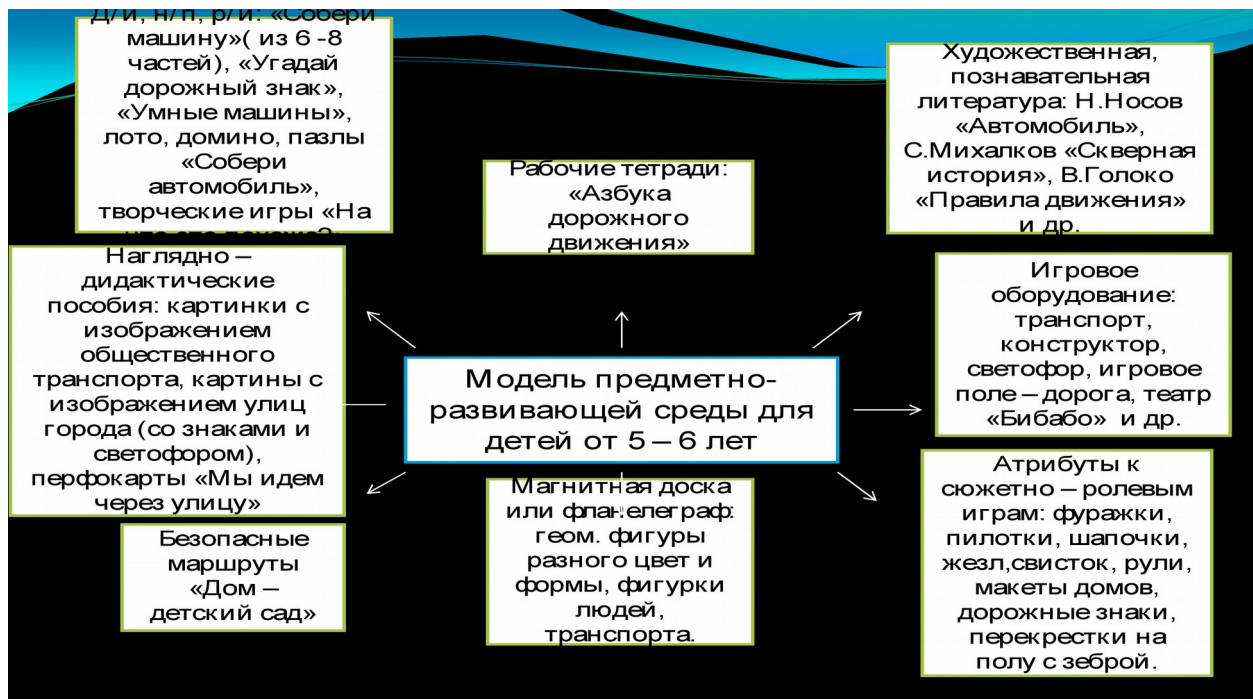 Д/и, н/п, р/и: «Собери
машину»( из 6 -8
частей), «Угадай
дорожный знак»,
«Умные машины»,
лото, домино, пазлы
«Собери
автомобиль»,
творческие игры «На
Рабочие тетради:
«Азбука
дорожного
движения»
Художественная,
познавательная
литература: Н.Носов
«Автомобиль»,
С.Михалков «Скверная
история», В.Голоко
«Правила движения»
и др.
Наглядно –
дидактические
пособия: картинки с
изображением
общественного
транспорта, картины с
изображением улиц
города (со знаками и
светофором),
перфокарты «Мы идем
через улицу»
Модель предметно-
развивающей среды для
детей от 5 – 6 лет
Игровое
оборудование:
транспорт,
конструктор,
светофор, игровое
поле – дорога, театр
«Бибабо» и др.
Безопасные
маршруты
«Дом –
детский сад»
Магнитная доска
или фланелеграф:
геом. фигуры
разного цвет и
формы, фигурки
людей,
транспорта.
Атрибуты к
сюжетно – ролевым
играм: фуражки,
пилотки, шапочки,
жезл,свисток, рули,
макеты домов,
дорожные знаки,
перекрестки на
полу с зеброй.